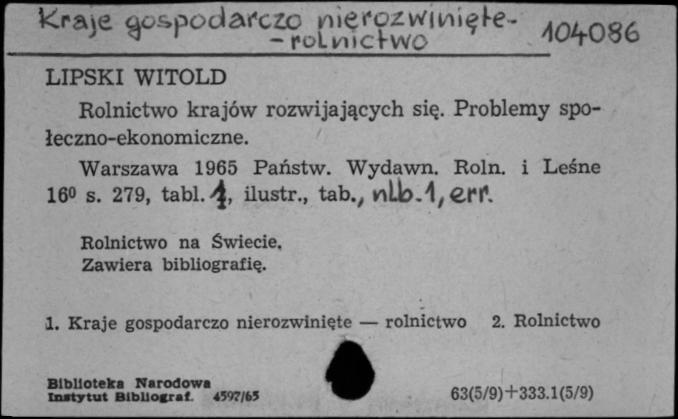 Kraje gospodarczo nierozwinięte-
-rolnictwo 104086
LIPSKI WITOLD
Rolnictwo krajów rozwijających się. Problemy spo-
łeczno-ekonomiczne.
Warszawa 1965 Państw. Wydawn. Roln. i Leśne
16⁰ s. 279, tabl. 1, ilustr., tab., nlb. 1, err.
Rolnictwo na Świecie.
Zawiera bibliografię.
1. Kraje gospodarczo nierozwinięte — rolnictwo 2. Rolnictwo
Biblioteka Narodowa
Instytut Bibliograf. 4597/65 63(5/9)+333.1(5/9)